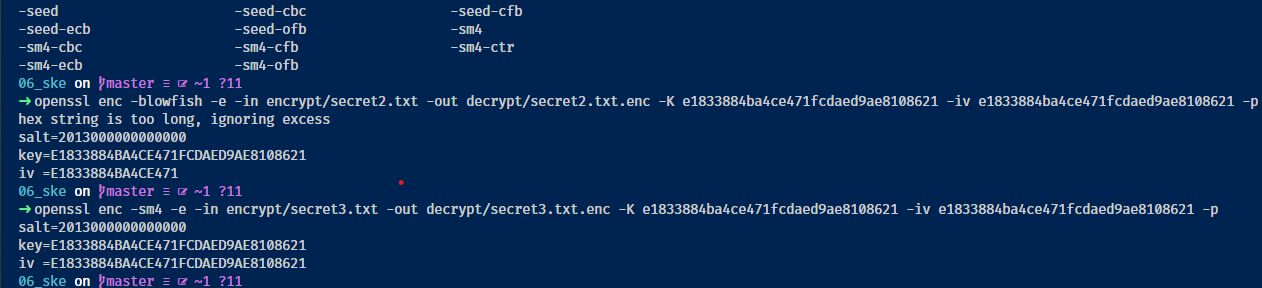 -seed -seed-cbc -seed-cfb
-seed-ecb -seed-ofb -sm4
-sm4-cbc -sm4-cfb -sm4-ctr
-sm4-ecb -sm4-ofb
06_ske on master ≡ ~1 ?11
➜openssl enc -blowfish -e -in encrypt/secret2.txt -out decrypt/secret2.txt.enc -K e1833884ba4ce471fcdaed9ae8108621 -iv e1833884ba4ce471fcdaed9ae8108621 -p
hex string is too long, ignoring excess
salt=2013000000000000
key=E1833884BA4CE471FCDAED9AE8108621
iv =E1833884BA4CE471
06_ske on master ≡ ~1 ?11
➜openssl enc -sm4 -e -in encrypt/secret3.txt -out decrypt/secret3.txt.enc -K e1833884ba4ce471fcdaed9ae8108621 -iv e1833884ba4ce471fcdaed9ae8108621 -p
salt=2013000000000000
key=E1833884BA4CE471FCDAED9AE8108621
iv =E1833884BA4CE471FCDAED9AE8108621
06_ske on master ≡ ~1 ?11